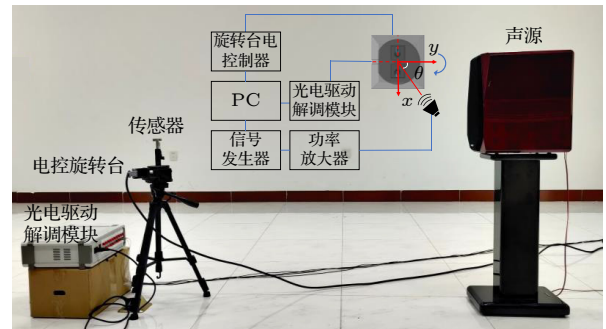 旋转台电
控制器
PC
光电驱动
解调模块
信号
发生器
功率
放大器
y
θ
x
声源
传感器
电控旋转台
光电驱动
解调模块